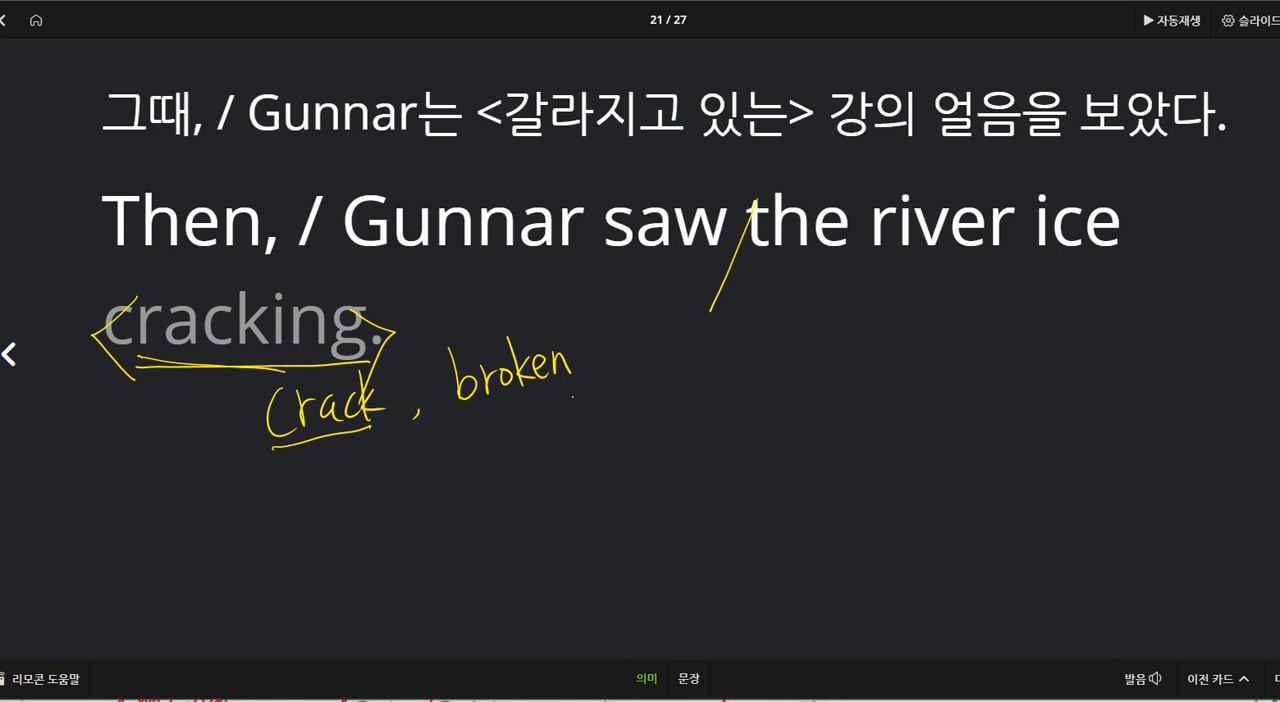 21 / 27
자동재생
슬라이드
그때, / Gunnar는 <갈라지고 있는> 강의 얼음을 보았다.
Then, / Gunnar saw the river ice
cracking.
crack, broken
리모콘 도움말
의미
문장
발음
이전 카드